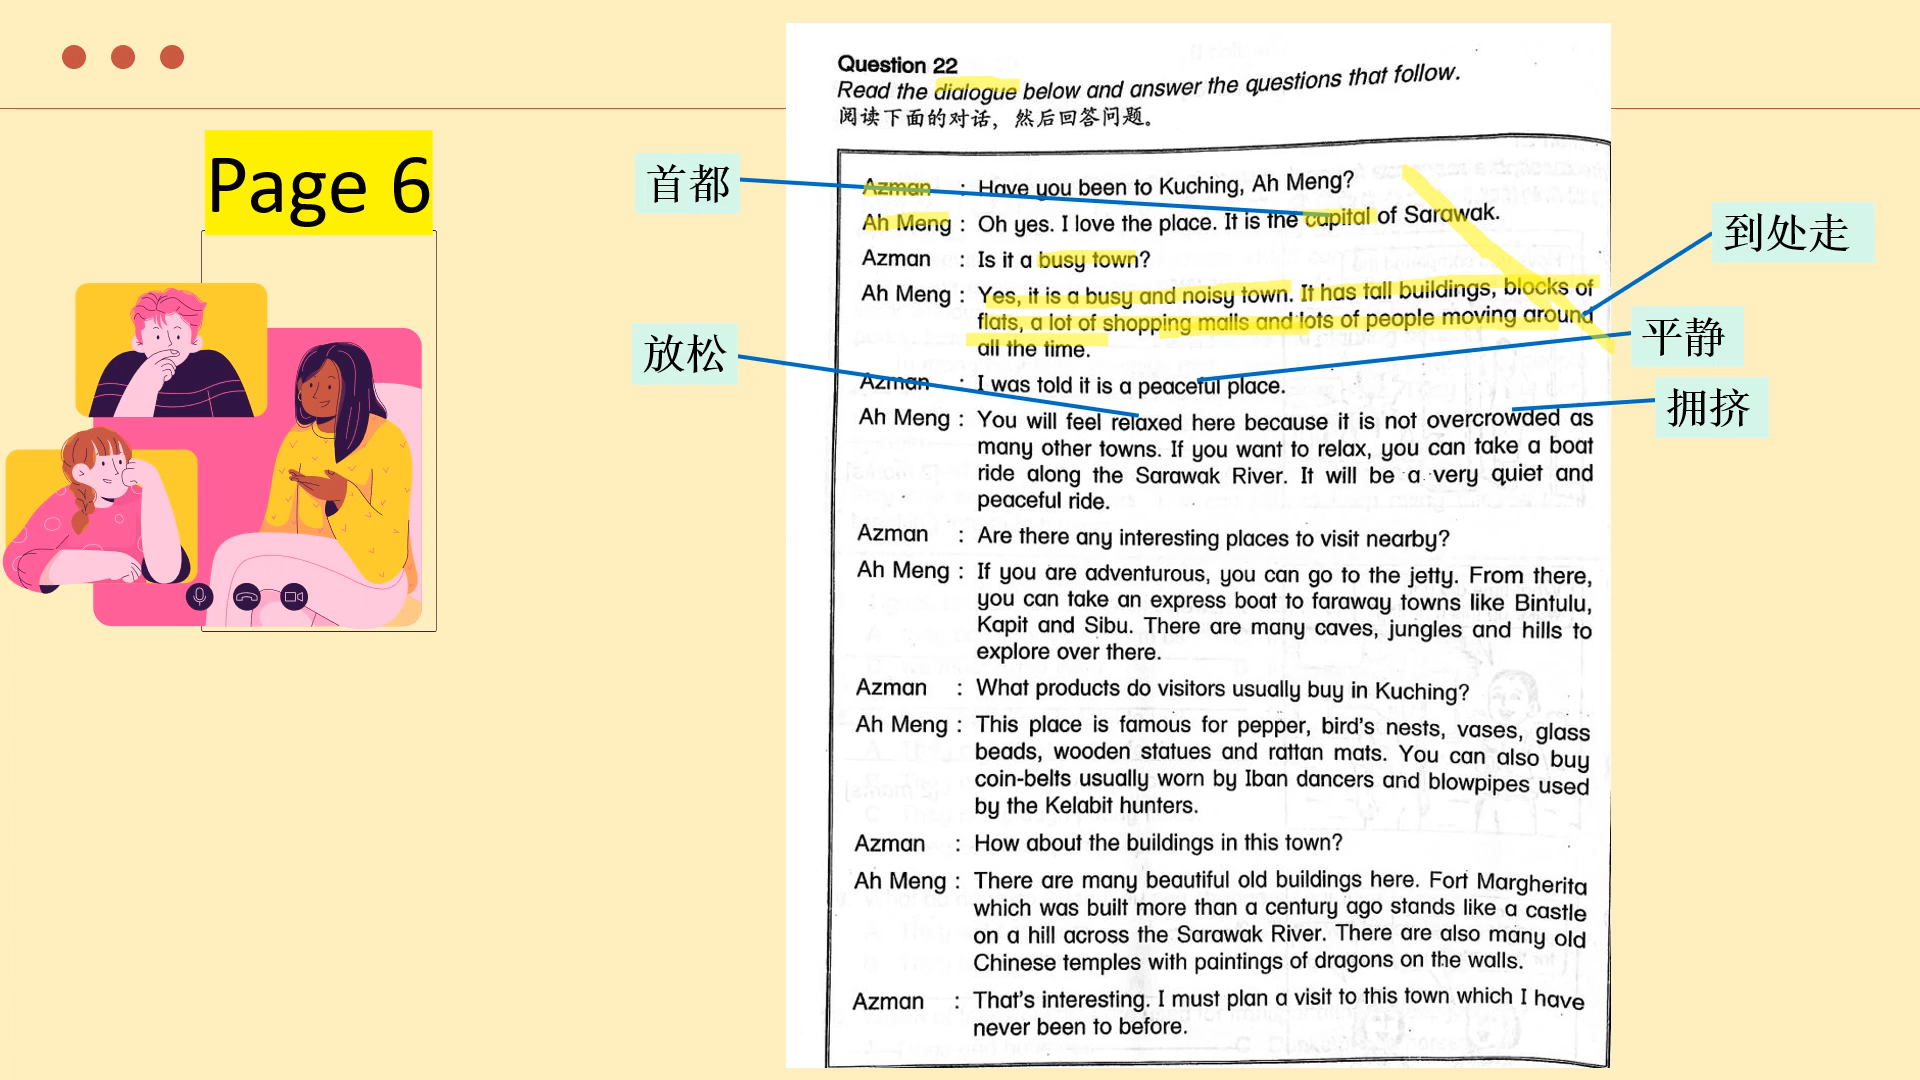 Page 6
Question 22
Read the dialogue below and answer the questions that follow.
阅读下面的对话，然后回答问题。
首都
到处走
放松
平静
拥挤
Azman : Have you been to Kuching, Ah Meng?
Ah Meng : Oh yes. I love the place. It is the capital of Sarawak.
Azman : Is it a busy town?
Ah Meng : Yes, it is a busy and noisy town. It has tall buildings, blocks of
flats, a lot of shopping malls and lots of people moving around
all the time.
Azman : I was told it is a peaceful place.
Ah Meng : You will feel relaxed here because it is not overcrowded as
many other towns. If you want to relax, you can take a boat
ride along the Sarawak River. It will be a very quiet and
peaceful ride.
Azman : Are there any interesting places to visit nearby?
Ah Meng : If you are adventurous, you can go to the jetty. From there,
you can take an express boat to faraway towns like Bintulu,
Kapit and Sibu. There are many caves, jungles and hills to
explore over there.
Azman : What products do visitors usually buy in Kuching?
Ah Meng : This place is famous for pepper, bird's nests, vases, glass
beads, wooden statues and rattan mats. You can also buy
coin-belts usually worn by Iban dancers and blowpipes used
by the Kelabit hunters.
Azman : How about the buildings in this town?
Ah Meng : There are many beautiful old buildings here. Fort Margherita
which was built more than a century ago stands like a castle
on a hill across the Sarawak River. There are also many old
Chinese temples with paintings of dragons on the walls.
Azman : That's interesting. I must plan a visit to this town which I have
never been to before.